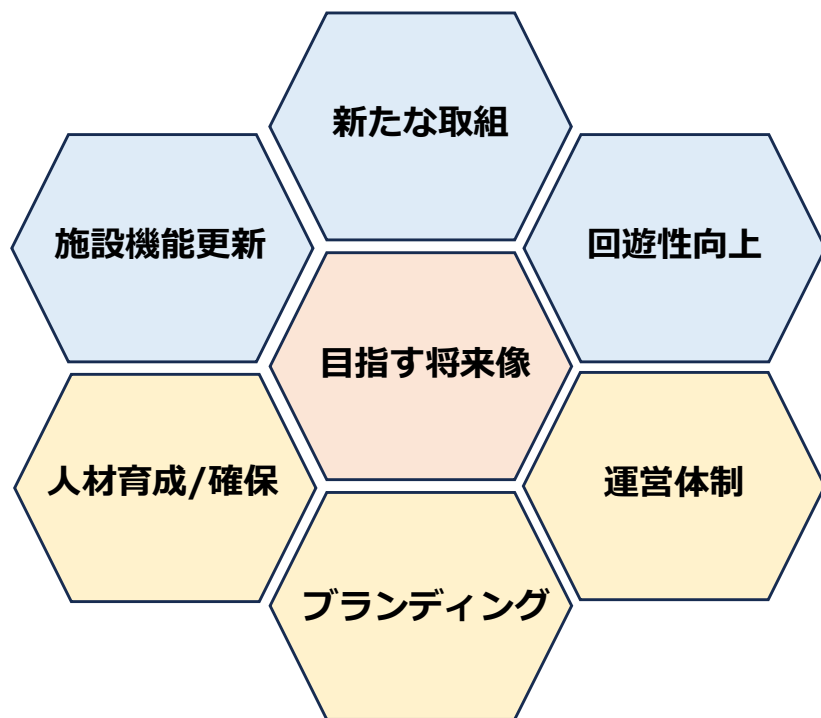 新たな取組
施設機能更新
回遊性向上
目指す将来像
人材育成/確保
運営体制
ブランディング